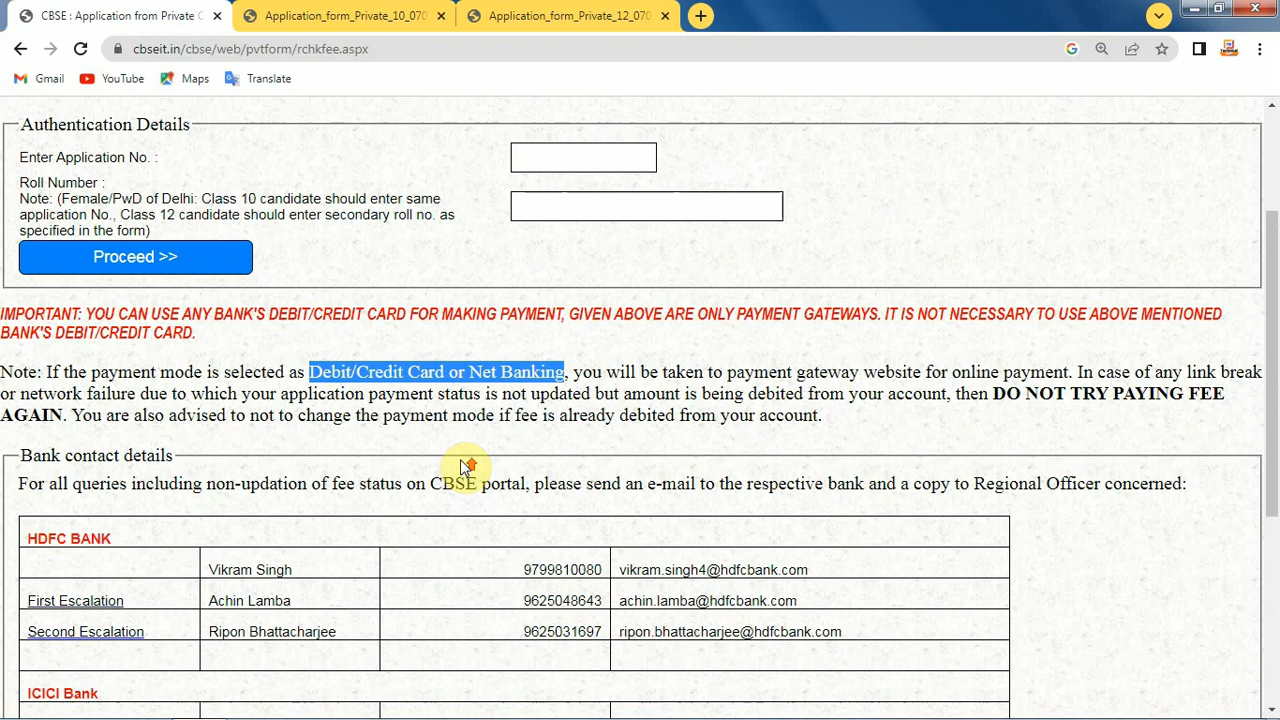 CBSE : Application from Private C
Application_form_Private_10_070
Application_form_Private_12_070
cbseit.in/cbse/web/pvtform/rchkfee.aspx
Gmail YouTube Maps Translate
Authentication Details
Enter Application No. :
Roll Number :
Note: (Female/PwD of Delhi: Class 10 candidate should enter same
application No., Class 12 candidate should enter secondary roll no. as
specified in the form)
Proceed >>
IMPORTANT: YOU CAN USE ANY BANK'S DEBIT/CREDIT CARD FOR MAKING PAYMENT, GIVEN ABOVE ARE ONLY PAYMENT GATEWAYS. IT IS NOT NECESSARY TO USE ABOVE MENTIONED
BANK'S DEBIT/CREDIT CARD.
Note: If the payment mode is selected as Debit/Credit Card or Net Banking, you will be taken to payment gateway website for online payment. In case of any link break
or network failure due to which your application payment status is not updated but amount is being debited from your account, then DO NOT TRY PAYING FEE
AGAIN. You are also advised to not to change the payment mode if fee is already debited from your account.
Bank contact details
For all queries including non-updation of fee status on CBSE portal, please send an e-mail to the respective bank and a copy to Regional Officer concerned:
HDFC BANK
Vikram Singh 9799810080 vikram.singh4@hdfcbank.com
First Escalation Achin Lamba 9625048643 achin.lamba@hdfcbank.com
Second Escalation Ripon Bhattacharjee 9625031697 ripon.bhattacharjee@hdfcbank.com
ICICI Bank